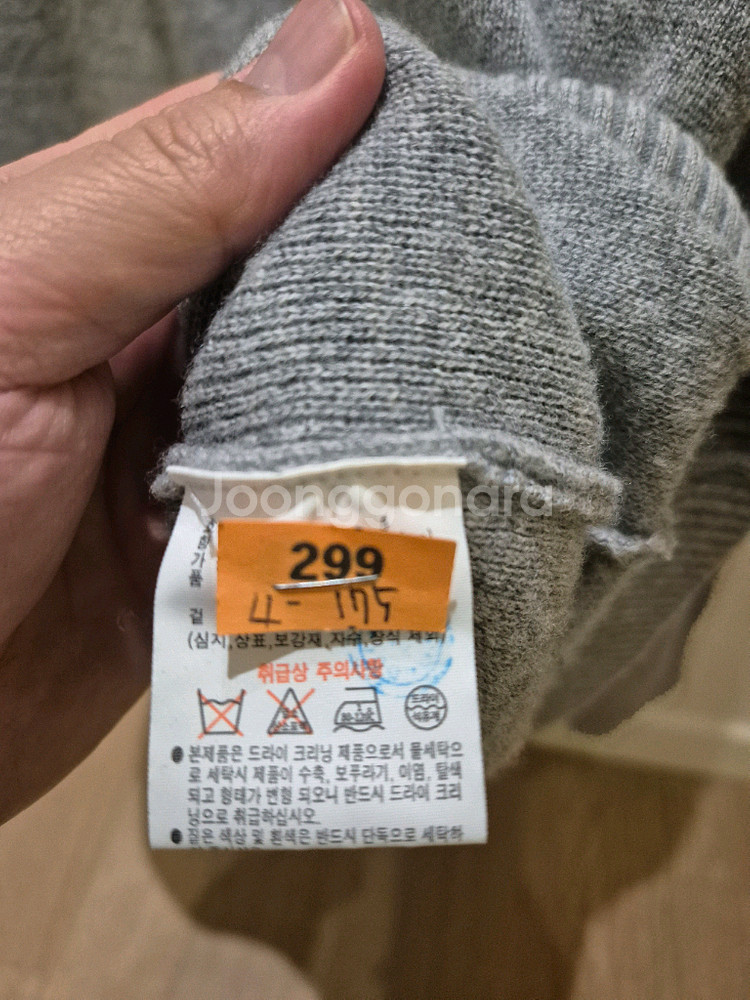 Joonggonara
품
299
4- 175
겉
(심지,상표,보강재,자수,장식 제외)
취급상 주의사항
드라이
석유계
● 본제품은 드라이 크리닝 제품으로서 물세탁으
로 세탁시 제품이 수축, 보푸라기, 이염, 탈색
되고 형태가 변형 되오니 반드시 드라이 크리
닝으로 취급하십시오.
● 짙은 색상 및 흰색은 반드시 단독으로 세탁하